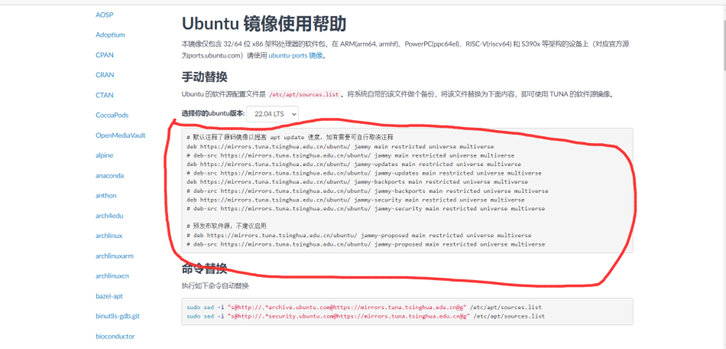 AOSP
Adoptium
CPAN
CRAN
CTAN
CocoaPods
OpenMediaVault
alpine
anaconda
anthon
arch4edu
archlinux
archlinuxarm
archlinuxcn
bazel-apt
binutils-gdb.git
bioconductor
Ubuntu 镜像使用帮助
本镜像仅包含 32/64 位 x86 架构处理器的软件包，在 ARM(arm64, armhf)、PowerPC(ppc64el)、RISC-V(riscv64) 和 S390x 等架构的设备上（对应官方源
为ports.ubuntu.com）请使用 ubuntu-ports 镜像。
手动替换
Ubuntu 的软件源配置文件是 /etc/apt/sources.list。将系统自带的该文件做个备份，将该文件替换为下面内容，即可使用 TUNA 的软件源镜像。
选择你的ubuntu版本: 22.04 LTS
# 默认注释了源码镜像以提高 apt update 速度，如有需要可自行取消注释
deb https://mirrors.tuna.tsinghua.edu.cn/ubuntu/ jammy main restricted universe multiverse
# deb-src https://mirrors.tuna.tsinghua.edu.cn/ubuntu/ jammy main restricted universe multiverse
deb https://mirrors.tuna.tsinghua.edu.cn/ubuntu/ jammy-updates main restricted universe multiverse
# deb-src https://mirrors.tuna.tsinghua.edu.cn/ubuntu/ jammy-updates main restricted universe multiverse
deb https://mirrors.tuna.tsinghua.edu.cn/ubuntu/ jammy-backports main restricted universe multiverse
# deb-src https://mirrors.tuna.tsinghua.edu.cn/ubuntu/ jammy-backports main restricted universe multiverse
deb https://mirrors.tuna.tsinghua.edu.cn/ubuntu/ jammy-security main restricted universe multiverse
# deb-src https://mirrors.tuna.tsinghua.edu.cn/ubuntu/ jammy-security main restricted universe multiverse
# 预发布软件源，不建议启用
# deb https://mirrors.tuna.tsinghua.edu.cn/ubuntu/ jammy-proposed main restricted universe multiverse
# deb-src https://mirrors.tuna.tsinghua.edu.cn/ubuntu/ jammy-proposed main restricted universe multiverse
命令替换
执行如下命令自动替换
sudo sed -i "s@http://.*archive.ubuntu.com@https://mirrors.tuna.tsinghua.edu.cn@g" /etc/apt/sources.list
sudo sed -i "s@http://.*security.ubuntu.com@https://mirrors.tuna.tsinghua.edu.cn@g" /etc/apt/sources.list